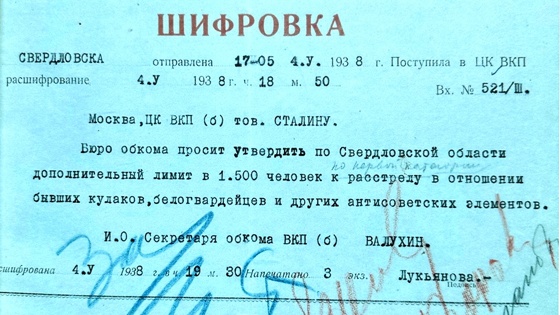 ШИФРОВКА
СВЕРДЛОВСКА отправлена 17-05 4.У. 1938 г. Поступила в ЦК ВКП
расшифрование 4.У 1938 г. ч 18 м. 50
Вх. № 521/Ш.
Москва, ЦК ВКП (б) тов. СТАЛИНУ.
Бюро обкома просит утвердить по Свердловской области
по первой категории
дополнительный лимит в 1.500 человек к расстрелу в отношении
бывших кулаков, белогвардейцев и других антисоветских элементов.
И.О. Секретаря обкома ВКП (б) ВАЛУХИН.
асшифрована 4.У 1938 г. в ч 19 м. 30 Напечатано 3 экз. Лукьянова.-
Подпись
За